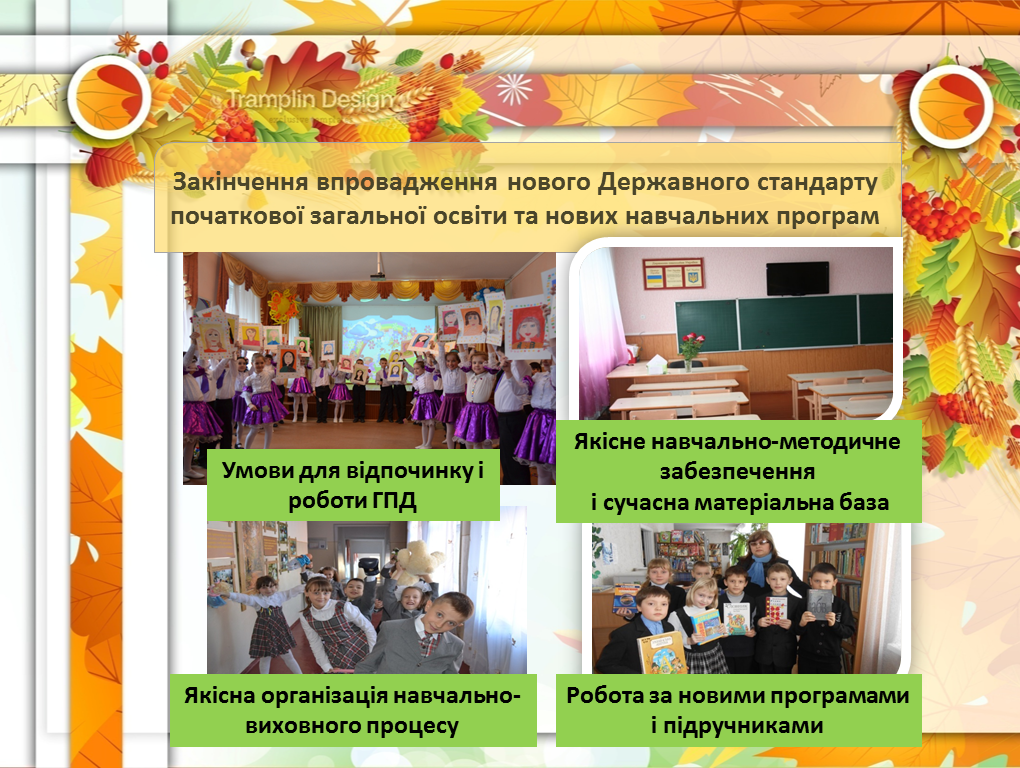 Tramplin Design
Закінчення впровадження нового Державного стандарту
початкової загальної освіти та нових навчальних програм
Умови для відпочинку і
роботи ГПД
Якісне навчально-методичне
забезпечення
і сучасна матеріальна база
Якісна організація навчально-
виховного процесу
Робота за новими програмами
і підручниками